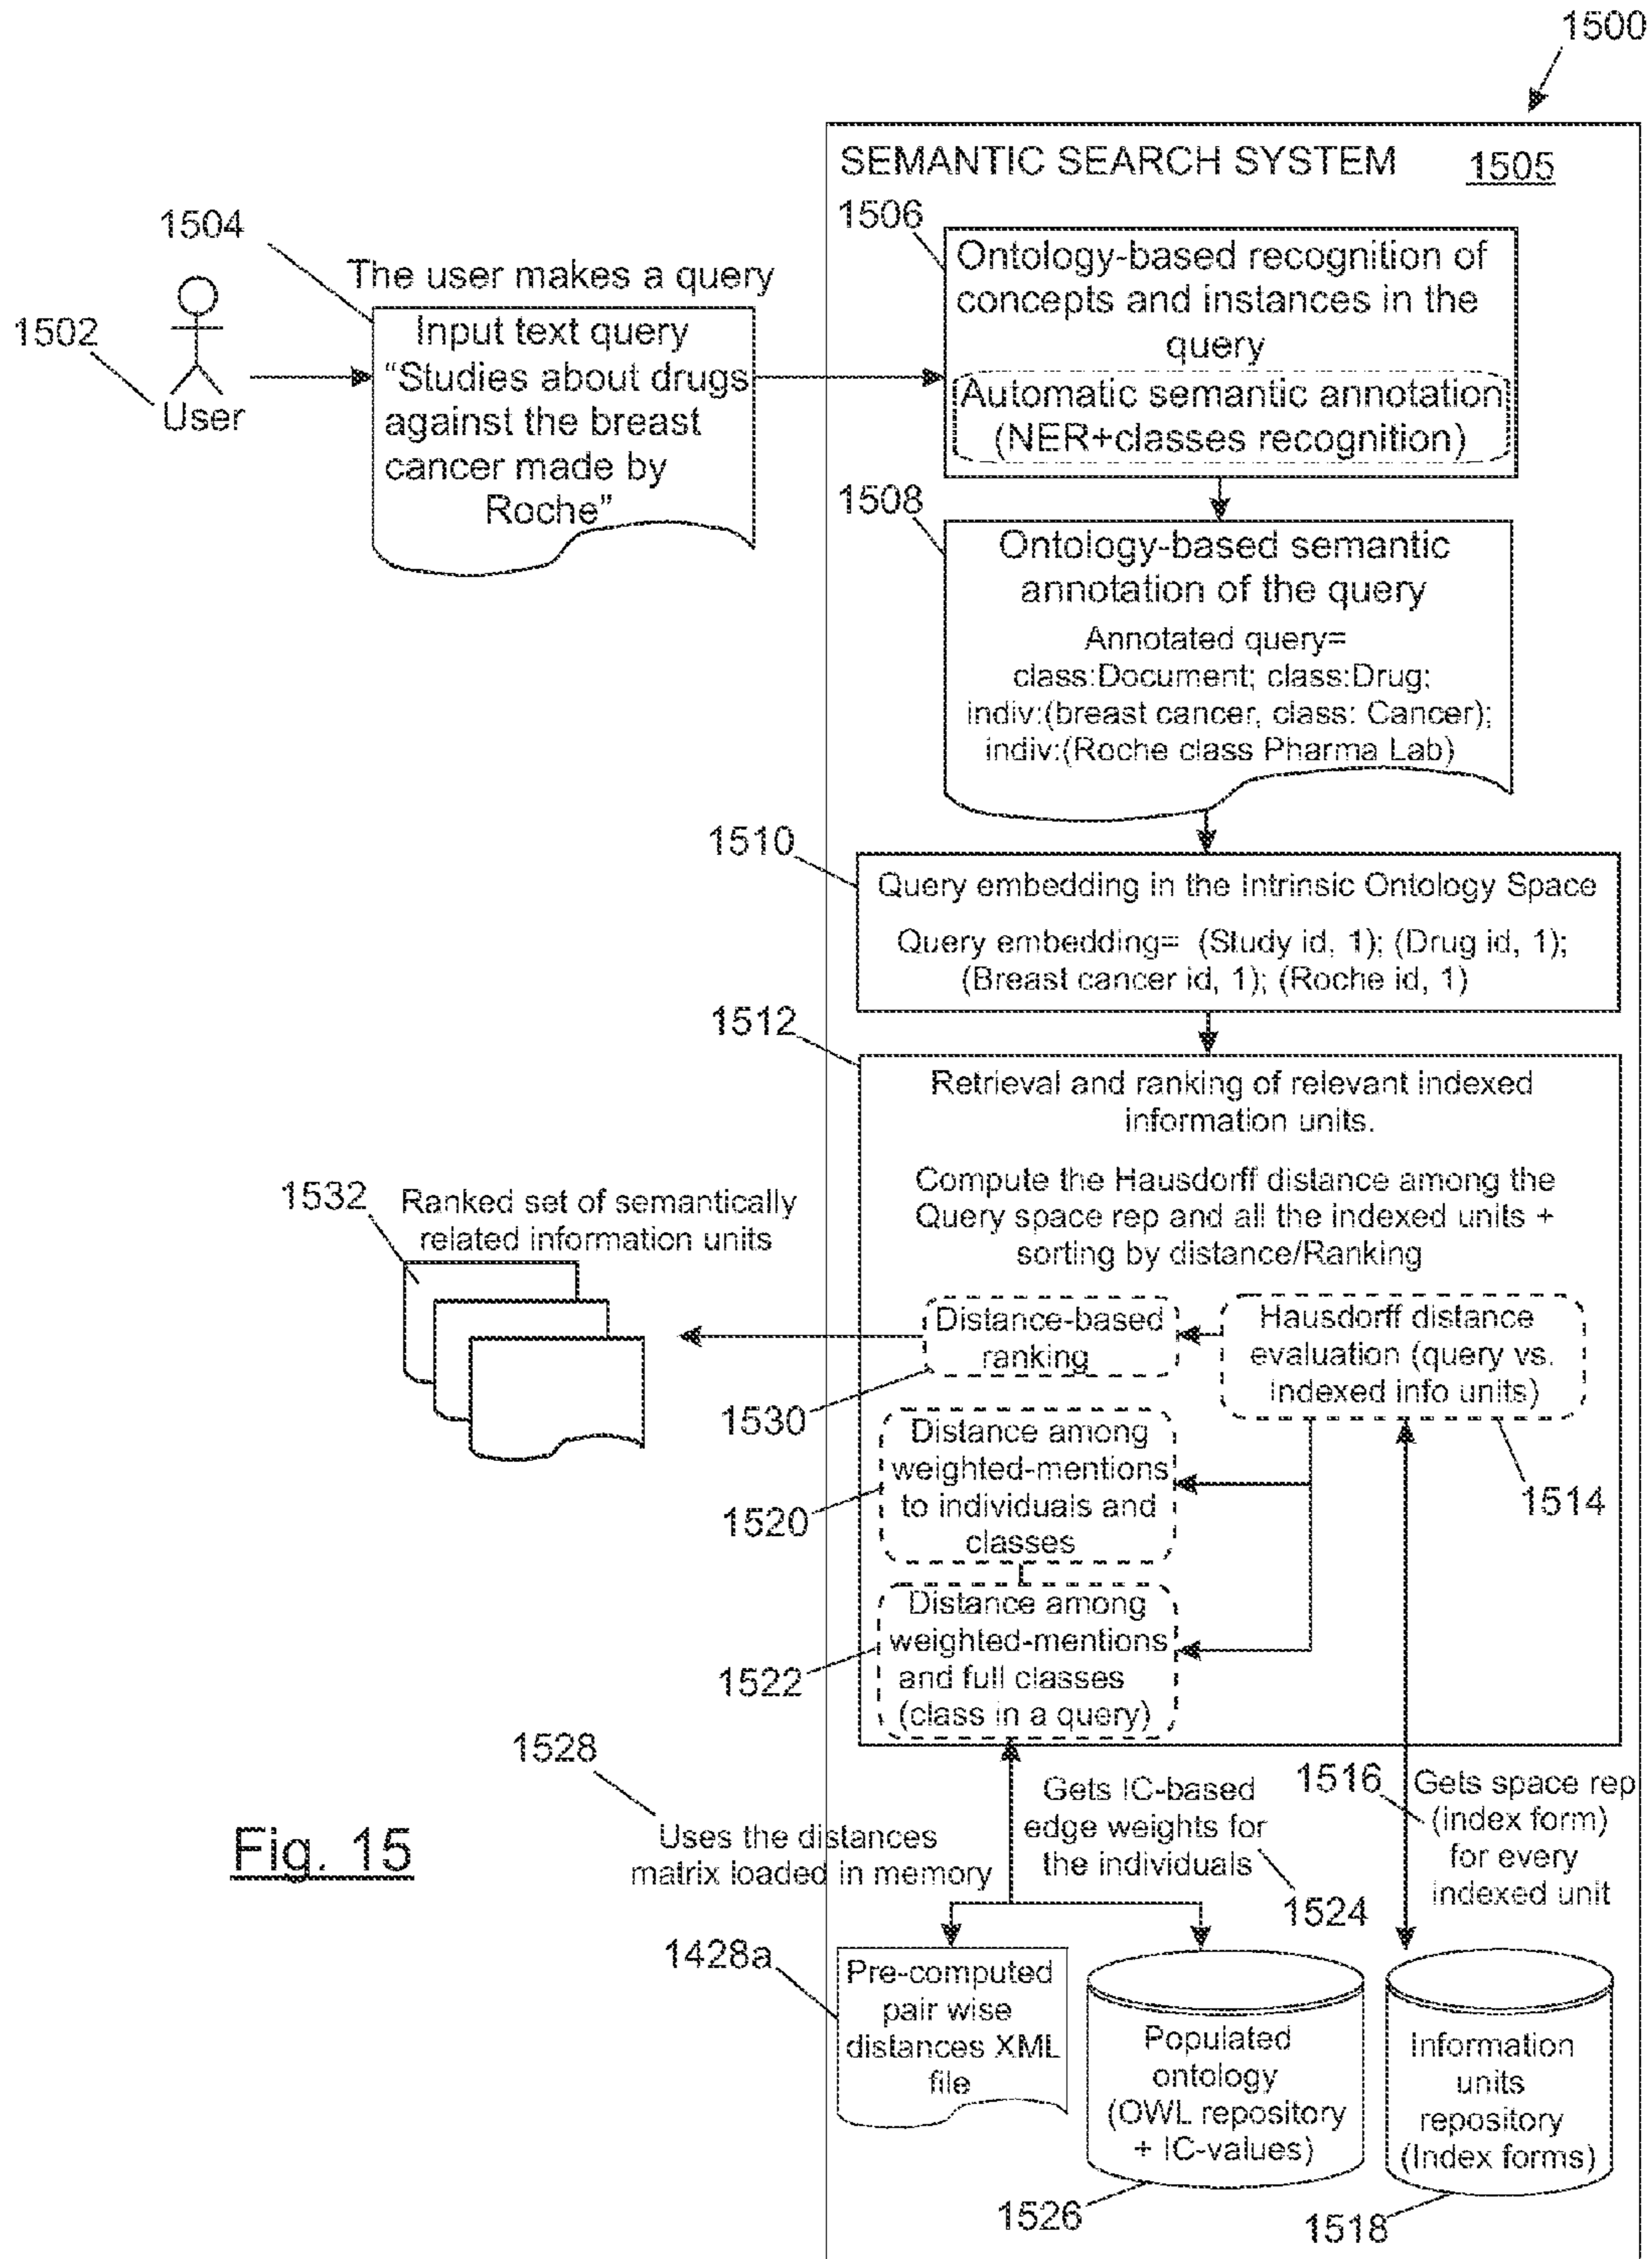 1500
SEMANTIC SEARCH SYSTEM 1505
1504
1506
The user makes a query
1502
User
Input text query
“Studies about drugs
against the breast
cancer made by
Roche”
Ontology-based recognition of
concepts and instances in the
query
Automatic semantic annotation
(NER+classes recognition)
1508
Ontology-based semantic
annotation of the query
Annotated query=
class:Document; class:Drug;
indiv:(breast cancer, class: Cancer);
indiv:(Roche class Pharma Lab)
1510
Query embedding in the Intrinsic Ontology Space
Query embedding= (Study id, 1); (Drug id, 1);
(Breast cancer id, 1); (Roche id, 1)
1512
Retrieval and ranking of relevant indexed
information units.
Compute the Hausdorff distance among the
Query space rep and all the indexed units +
sorting by distance/Ranking
1532
Ranked set of semantically
related information units
Distance-based
ranking
Hausdorff distance
evaluation (query vs.
Indexed info units)
1530
1514
Distance among
weighted-mentions
to individuals and
classes
1520
Distance among
weighted-mentions
and full classes
(class in a query)
1522
1528
Uses the distances
matrix loaded in memory
Gets IC-based
edge weights for
the individuals
1524
1516
Gets space rep
(index form)
for every
indexed unit
Fig. 15
1428a
Pre-computed
pair wise
distances XML
file
Populated
ontology
(OWL repository
+ IC-values)
1526
Information
units
repository
(Index forms)
1518